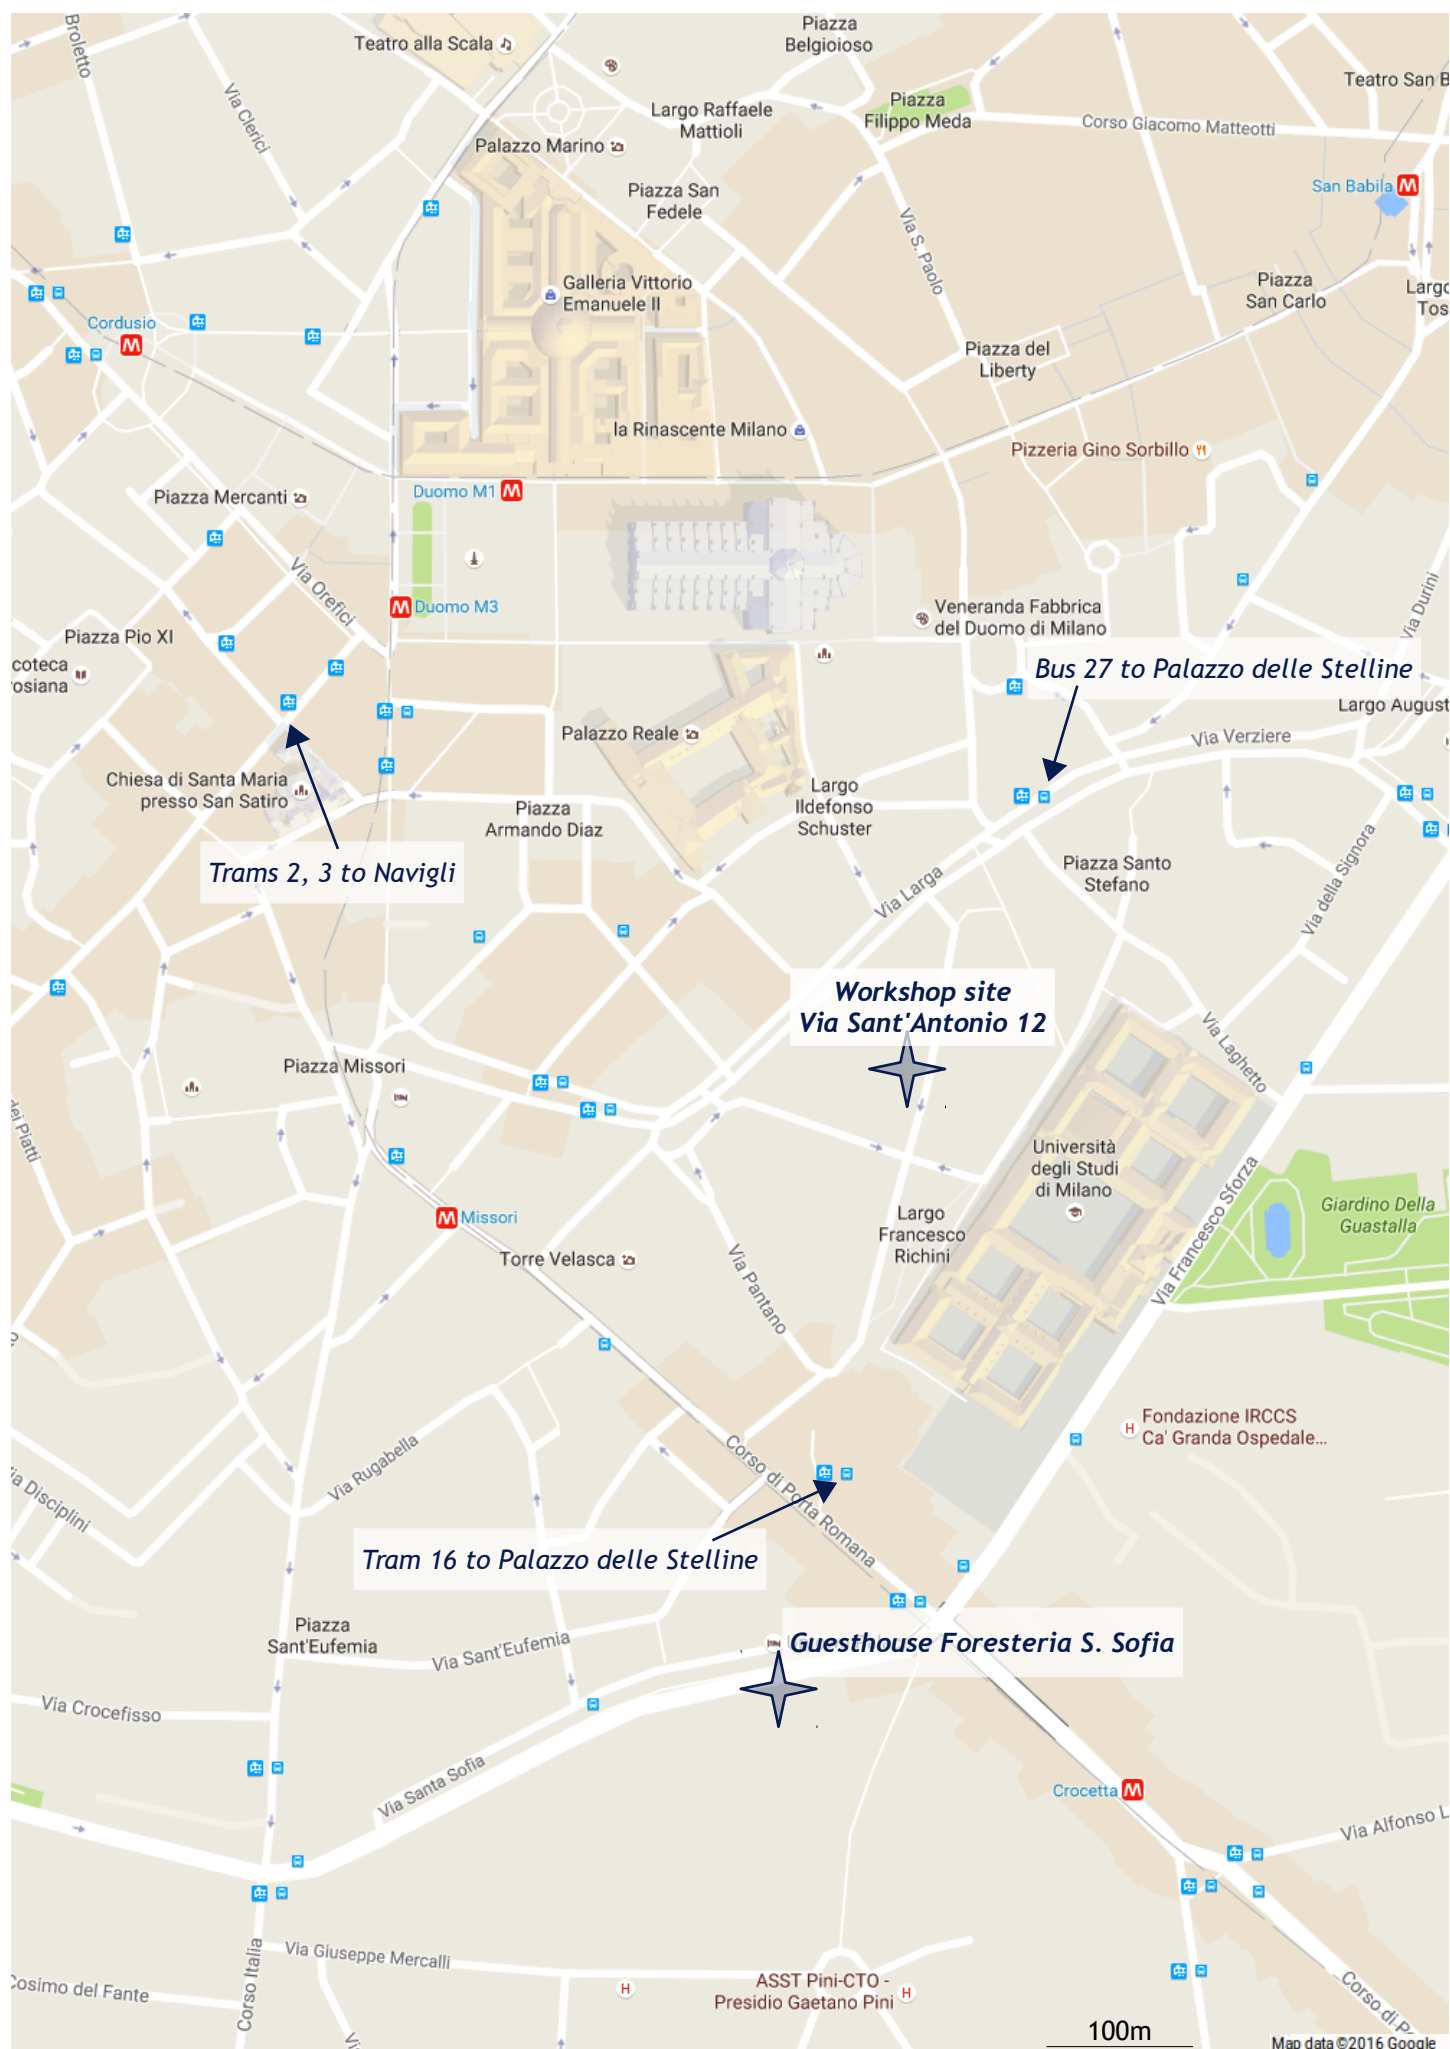 Broletto
Teatro alla Scala
Piazza
Belgioioso
Teatro San B
Via Clerici
Largo Raffaele
Mattioli
Piazza
Filippo Meda
Corso Giacomo Matteotti
Palazzo Marino
San Babila
Piazza San
Fedele
Via S. Paolo
Galleria Vittorio
Emanuele II
Piazza
San Carlo
Largo
Tos
Cordusio
Piazza del
Liberty
la Rinascente Milano
Pizzeria Gino Sorbillo
Piazza Mercanti
Duomo M1
Via Orefici
Duomo M3
Veneranda Fabbrica
del Duomo di Milano
Via Durini
Piazza Pio XI
coteca
osiana
Bus 27 to Palazzo delle Stelline
Largo August
Palazzo Reale
Via Verziere
Chiesa di Santa Maria
presso San Satiro
Piazza
Armando Diaz
Largo
Ildefonso
Schuster
Trams 2, 3 to Navigli
Via Larga
Piazza Santo
Stefano
Via della Signora
Workshop site
Via Sant'Antonio 12
Via Laghetto
Piazza Missori
dei Piatti
Università
degli Studi
di Milano
Missori
Largo
Francesco
Richini
Via Francesco Sforza
Giardino Della
Guastalla
Torre Velasca
Via Pantano
Fondazione IRCCS
Ca' Granda Ospedale...
Via Rugabella
Corso di Porta Romana
ia Disciplini
Tram 16 to Palazzo delle Stelline
Piazza
Sant'Eufemia
Via Sant'Eufemia
Guesthouse Foresteria S. Sofia
Via Crocefisso
Via Santa Sofia
Crocetta
Via Alfonso L
Via Giuseppe Mercalli
Corso Italia
Cosimo del Fante
ASST Pini-CTO -
Presidio Gaetano Pini
Corso di P
Vi
100m
Map data ©2016 Google